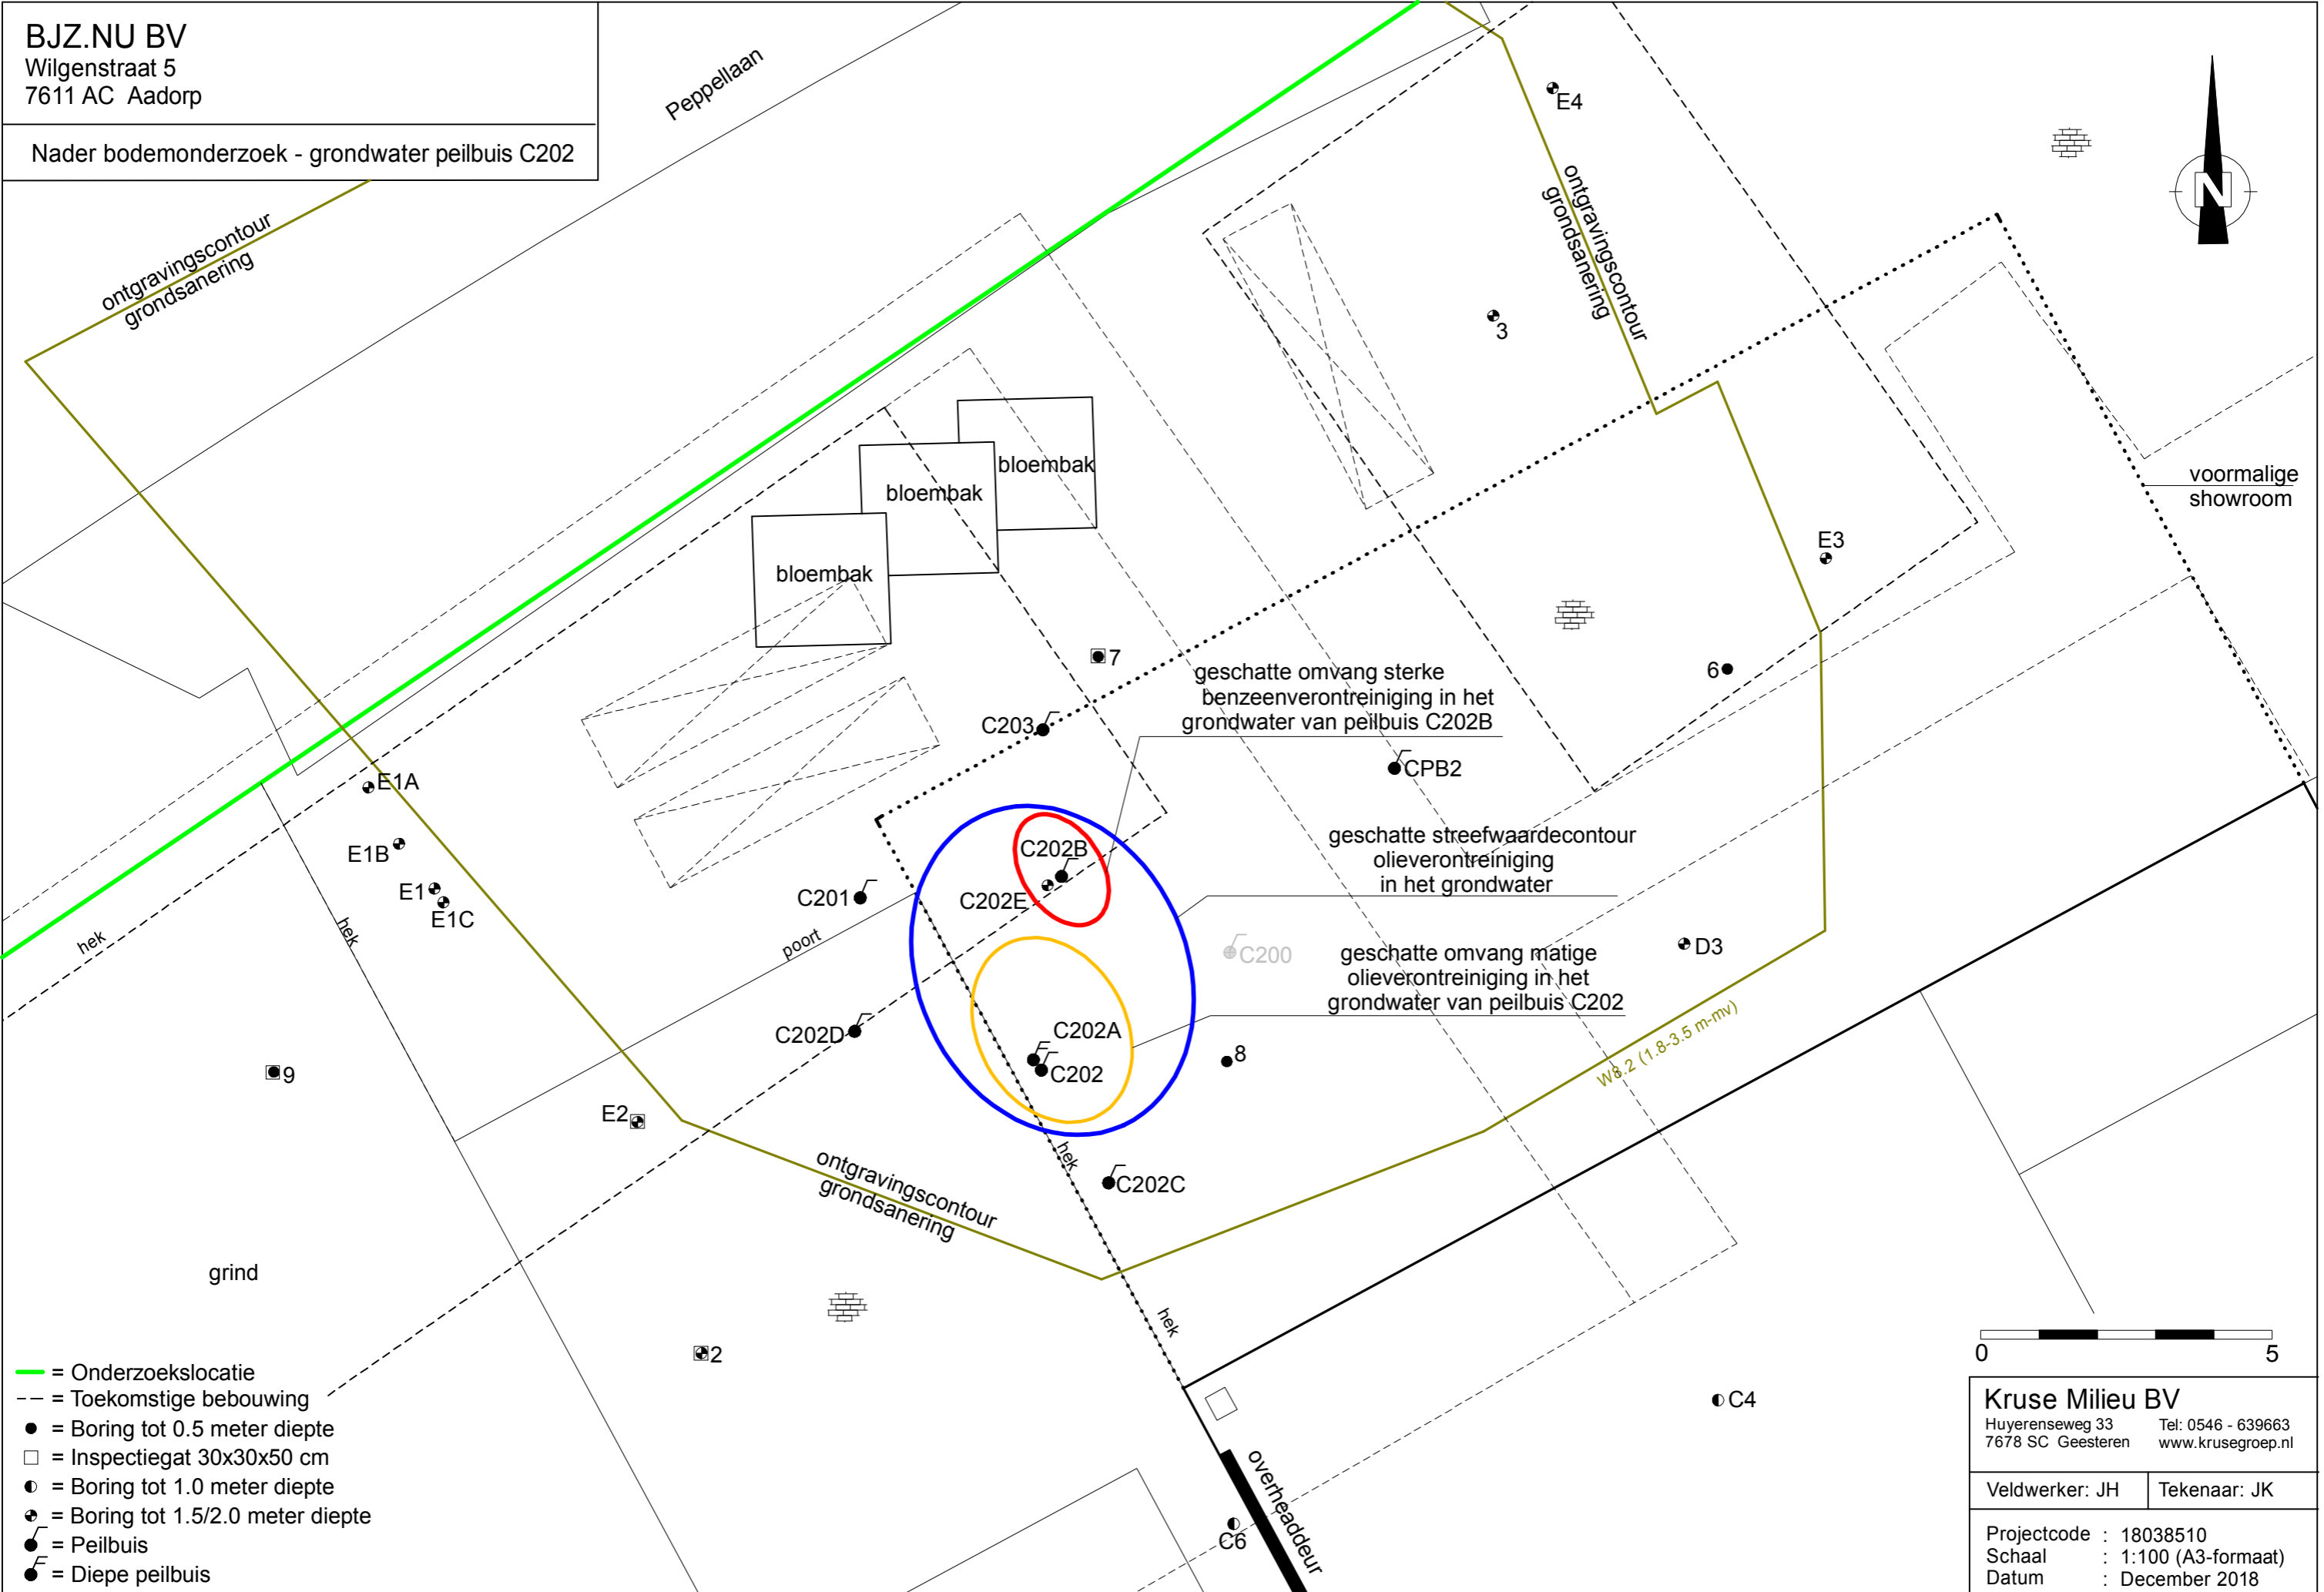 BJZ.NU BV
Wilgenstraat 5
7611 AC Aadorp
Nader bodemonderzoek - grondwater peilbuis C202
Peppellaan
ontgravingscontour
grondsanering
E4
ontgravingscontour
grondsanering
N
3
voormalige
showroom
bloembak
bloembak
bloembak
E3
7
6
geschatte omvang sterke
benzeenverontreiniging in het
grondwater van peilbuis C202B
C203
CPB2
E1A
E1B
E1
E1C
hek
hek
C201
poort
C202B
C202E
geschatte streefwaardecontour
olieverontreiniging
in het grondwater
C200
D3
geschatte omvang matige
olieverontreiniging in het
grondwater van peilbuis C202
C202D
C202A
C202
8
W8.2 (1.8-3.5 m-mv)
9
E2
hek
C202C
ontgravingscontour
grondsanering
grind
hek
2
C4
C6
overheaddeur
= Onderzoekslocatie
= Toekomstige bebouwing
= Boring tot 0.5 meter diepte
= Inspectiegat 30x30x50 cm
= Boring tot 1.0 meter diepte
= Boring tot 1.5/2.0 meter diepte
= Peilbuis
= Diepe peilbuis
0 5
Kruse Milieu BV
Huyerenseweg 33 Tel: 0546 - 639663
7678 SC Geesteren www.krusegroep.nl
Veldwerker: JH Tekenaar: JK
Projectcode : 18038510
Schaal : 1:100 (A3-formaat)
Datum : December 2018